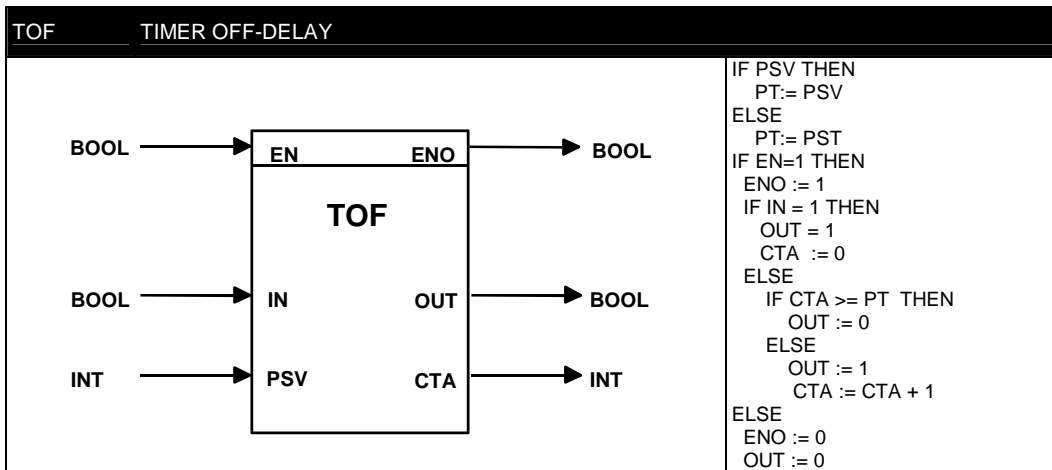 TOF TIMER OFF-DELAY
BOOL EN ENO BOOL
TOF
BOOL IN OUT BOOL
INT PSV CTA INT
IF PSV THEN
PT:= PSV
ELSE
PT:= PST
IF EN=1 THEN
ENO := 1
IF IN = 1 THEN
OUT = 1
CTA := 0
ELSE
IF CTA >= PT THEN
OUT := 0
ELSE
OUT := 1
CTA := CTA + 1
ELSE
ENO := 0
OUT := 0